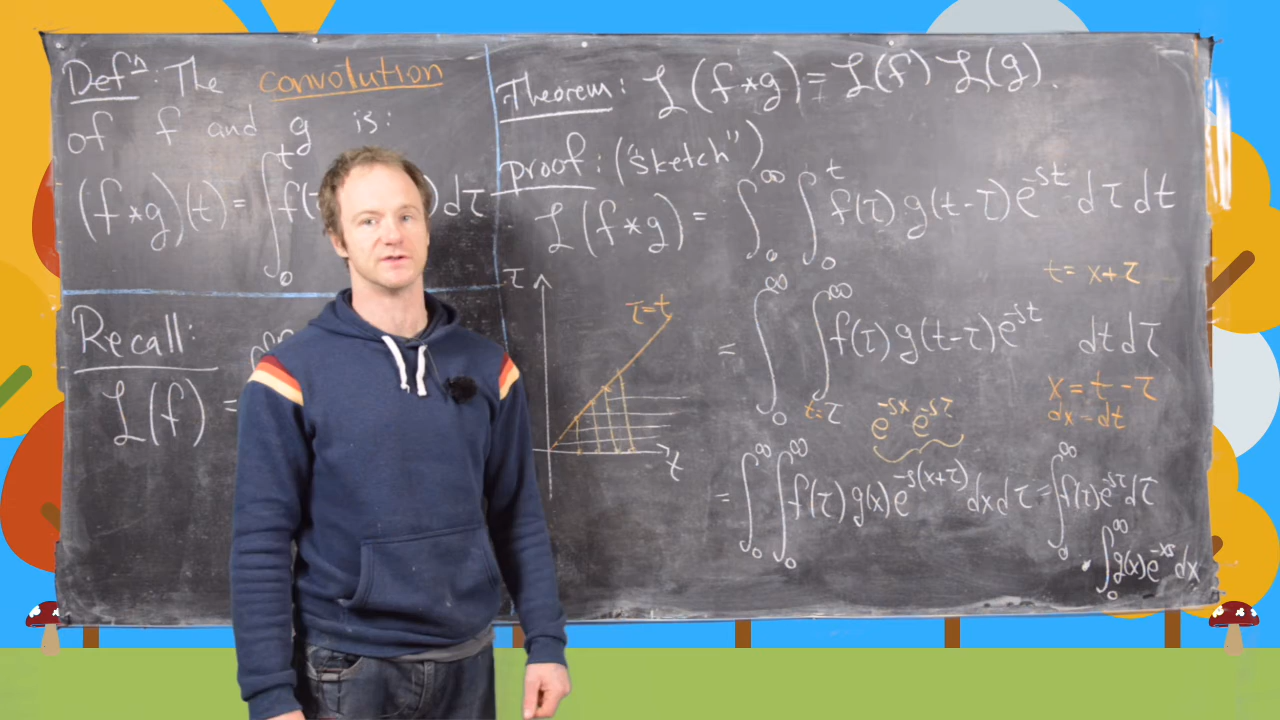 Defⁿ: The convolution
of f and g is:
(f*g)(t) = ∫₀ᵗ f(τ ) dτ
Recall:
ℒ(f) =
Theorem: ℒ(f*g) = ℒ(f) ℒ(g).
proof: ("sketch")
ℒ(f*g) = ∫₀^∞ ∫₀ᵗ f(τ) g(t-τ) e^{-st} dτ dt
t = x+τ
= ∫₀^∞ ∫_{t=τ}^∞ f(τ) g(t-τ) e^{-st} dt dτ
x = t - τ
dx = dt
e^{-sx} e^{-sτ}
= ∫₀^∞ ∫₀^∞ f(τ) g(x) e^{-s(x+τ)} dx dτ = ∫₀^∞ f(τ) e^{-sτ} dτ
· ∫₀^∞ g(x) e^{-xs} dx
τ
τ=t
t